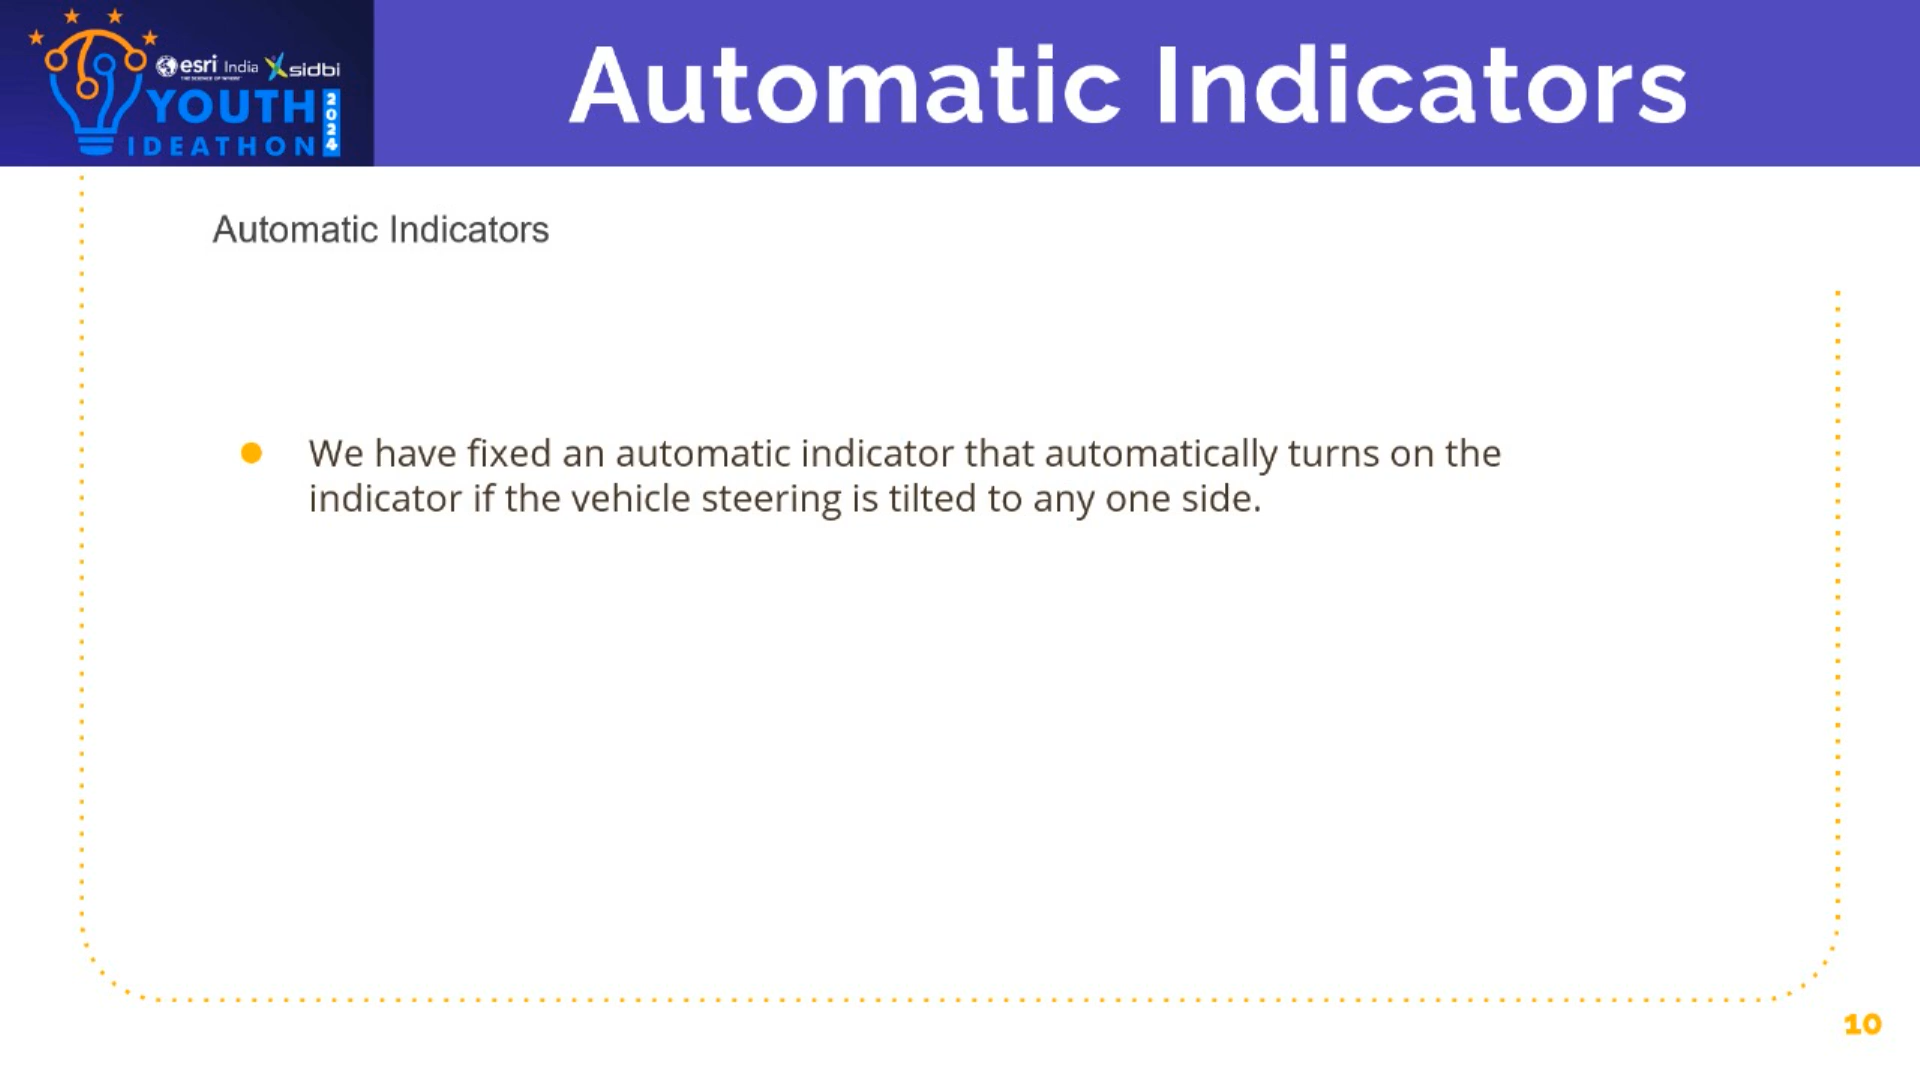 esri India sidbi
YOUTH 2024
IDEATHON
Automatic Indicators
Automatic Indicators
We have fixed an automatic indicator that automatically turns on the
indicator if the vehicle steering is tilted to any one side.
10